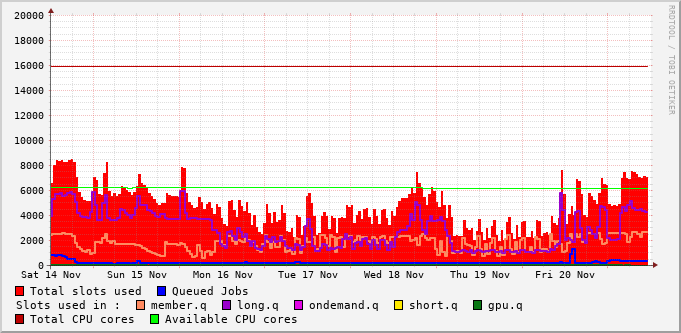 RRDTOOL / TOBI OETIKER
20000
18000
16000
14000
12000
10000
8000
6000
4000
2000
0
Sat 14 Nov Sun 15 Nov Mon 16 Nov Tue 17 Nov Wed 18 Nov Thu 19 Nov Fri 20 Nov
Total slots used Queued Jobs
Slots used in : member.q long.q ondemand.q short.q gpu.q
Total CPU cores Available CPU cores